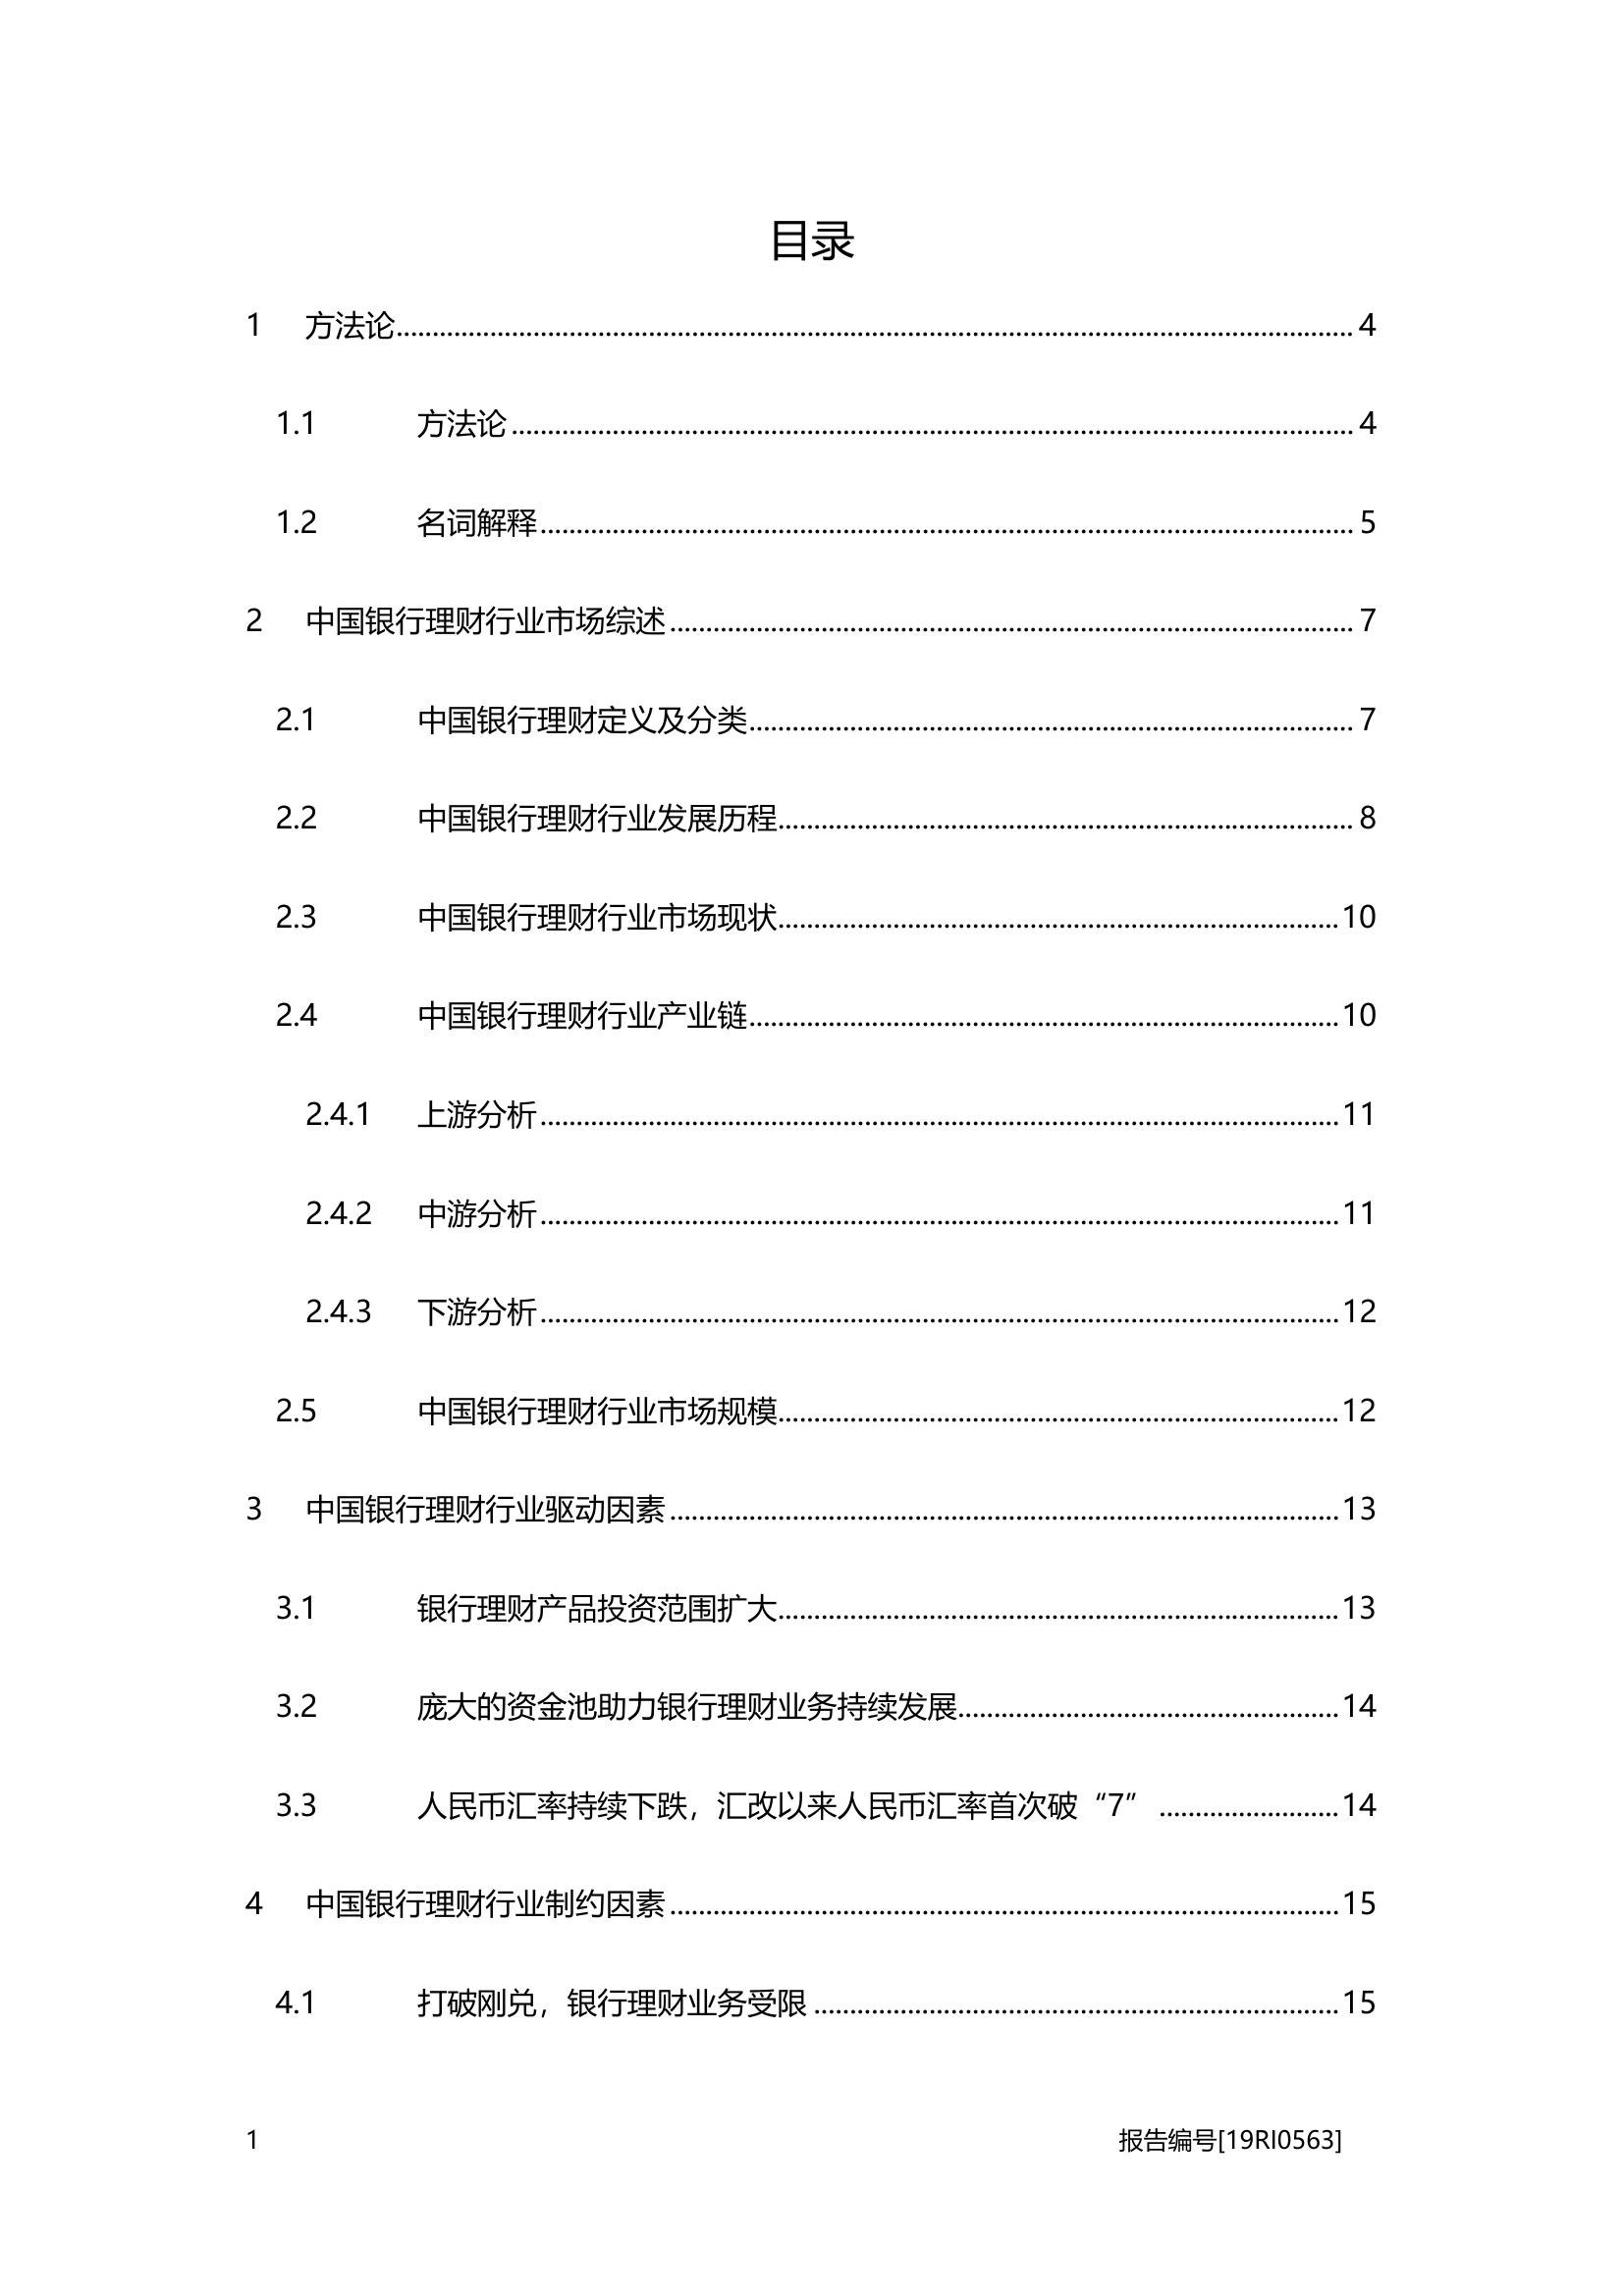 目录
1 方法论 4
1.1 方法论 4
1.2 名词解释 5
2 中国银行理财行业市场综述 7
2.1 中国银行理财定义及分类 7
2.2 中国银行理财行业发展历程 8
2.3 中国银行理财行业市场现状 10
2.4 中国银行理财行业产业链 10
2.4.1 上游分析 11
2.4.2 中游分析 11
2.4.3 下游分析 12
2.5 中国银行理财行业市场规模 12
3 中国银行理财行业驱动因素 13
3.1 银行理财产品投资范围扩大 13
3.2 庞大的资金池助力银行理财业务持续发展 14
3.3 人民币汇率持续下跌，汇改以来人民币汇率首次破“7” 14
4 中国银行理财行业制约因素 15
4.1 打破刚兑，银行理财业务受限 15
1 报告编号[19RI0563]